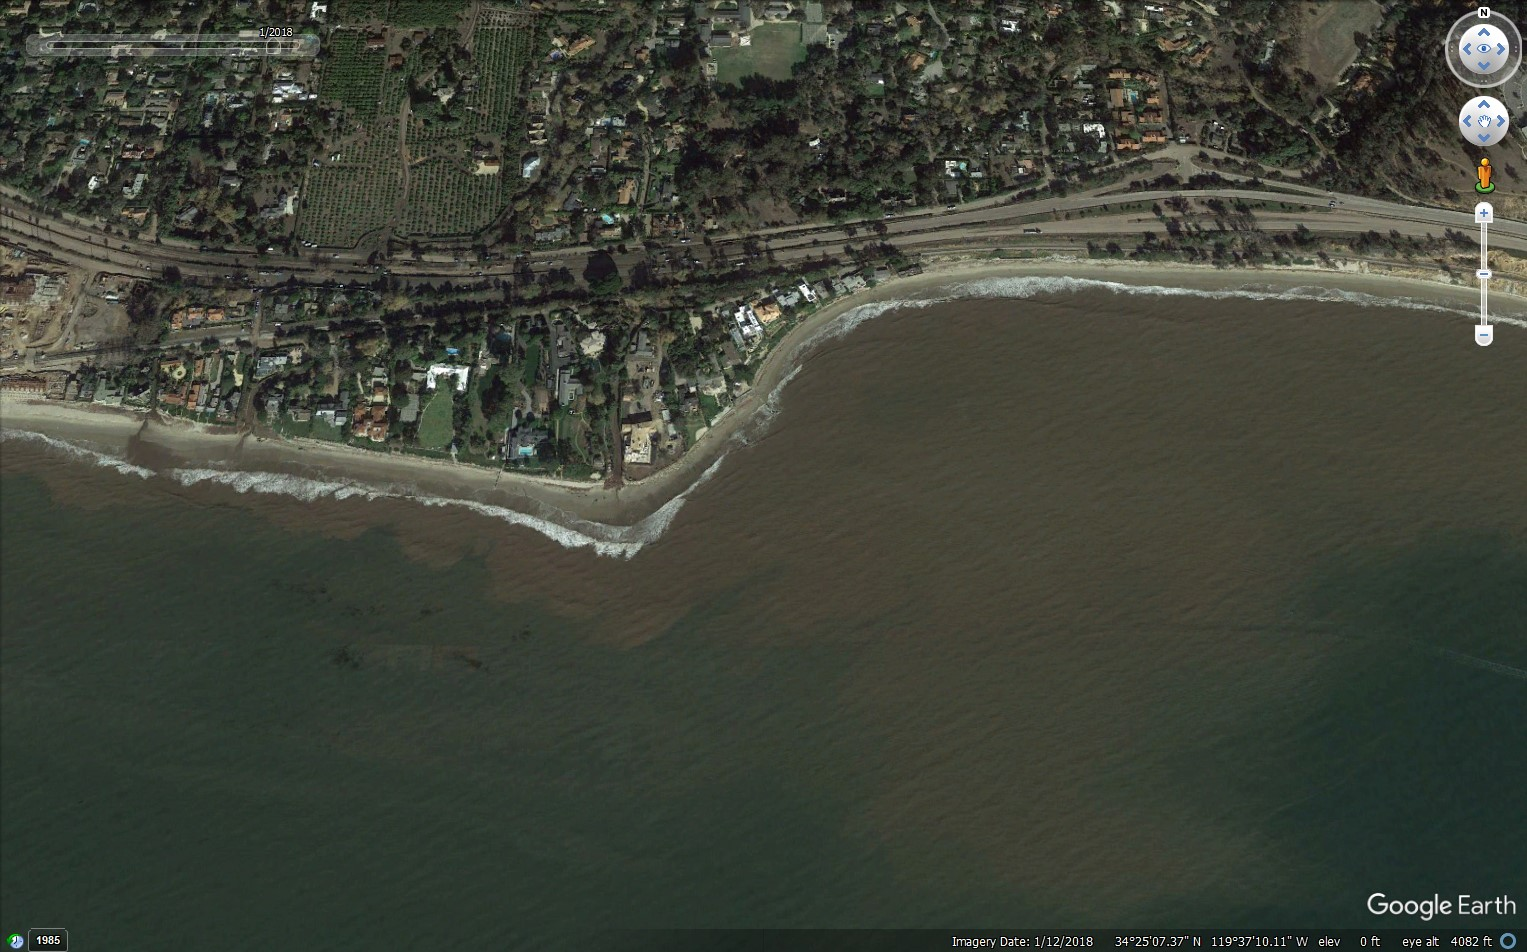 1/2018
N
Google Earth
1985
Imagery Date: 1/12/2018 34°25'07.37" N 119°37'10.11" W elev 0 ft eye alt 4082 ft